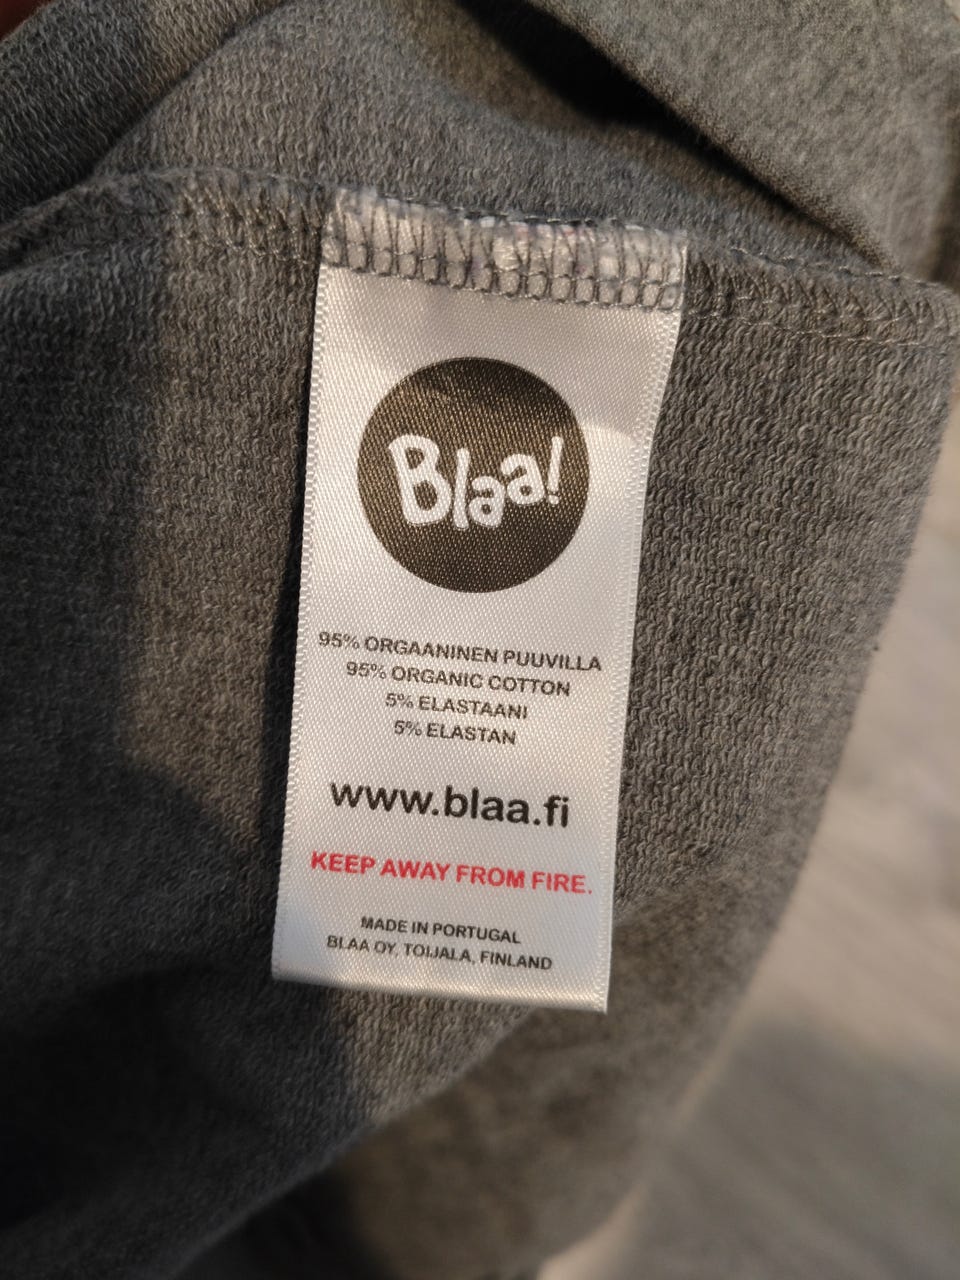 Blaa!
95% ORGAANINEN PUUVILLA
95% ORGANIC COTTON
5% ELASTAANI
5% ELASTAN
www.blaa.fi
KEEP AWAY FROM FIRE.
MADE IN PORTUGAL
BLAA OY, TOIJALA, FINLAND